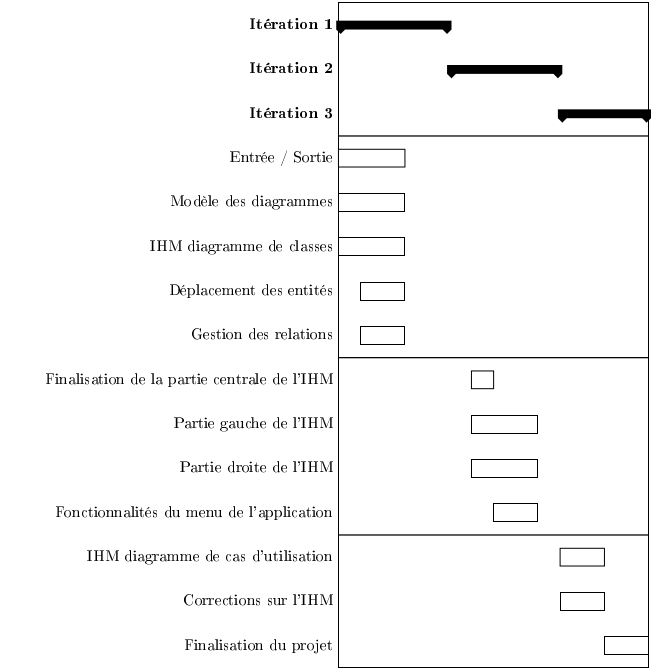 Itération 1
Itération 2
Itération 3
Entrée / Sortie
Modèle des diagrammes
IHM diagramme de classes
Déplacement des entités
Gestion des relations
Finalisation de la partie centrale de l'IHM
Partie gauche de l'IHM
Partie droite de l'IHM
Fonctionnalités du menu de l'application
IHM diagramme de cas d'utilisation
Corrections sur l'IHM
Finalisation du projet